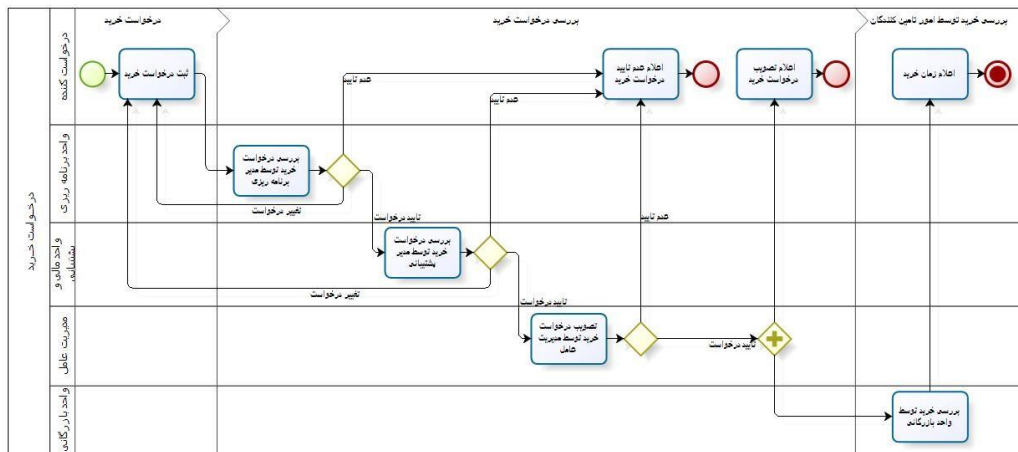 درخواست خرید
بررسی درخواست خرید
بررسی خرید توسط امور تامین کنندگان
درخواست خرید
درخواست کننده
ثبت درخواست خرید
اعلام عدم تایید
درخواست خرید
اعلام تصویب
درخواست خرید
اعلام زمان خرید
عدم تایید
عدم تایید
واحد برنامه ریزی
بررسی درخواست
خرید توسط مدیر
برنامه ریزی
تغییر درخواست
تایید درخواست
عدم تایید
واحد مالی و
پشتیبانی
بررسی درخواست
خرید توسط مدیر
پشتیبانی
تغییر درخواست
تایید درخواست
مدیریت عامل
تصویب درخواست
خرید توسط مدیریت
عامل
تایید درخواست
واحد بازرگانی
بررسی خرید توسط
واحد بازرگانی